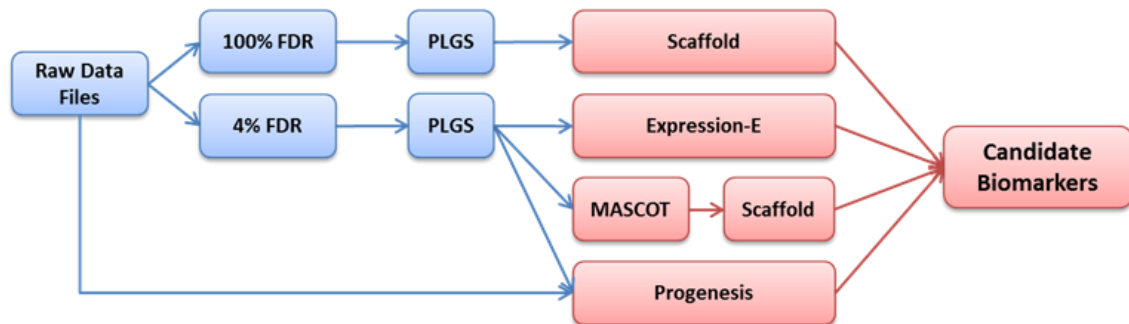 100% FDR
PLGS
Scaffold
Raw Data
Files
4% FDR
PLGS
Expression-E
Candidate
Biomarkers
MASCOT
Scaffold
Progenesis